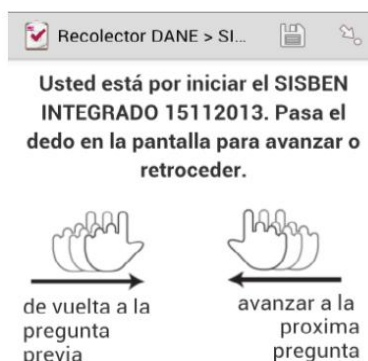 Recolector DANE > SI...
Usted está por iniciar el SISBEN
INTEGRADO 15112013. Pasa el
dedo en la pantalla para avanzar o
retroceder.
de vuelta a la
pregunta
previa
avanzar a la
proxima
pregunta